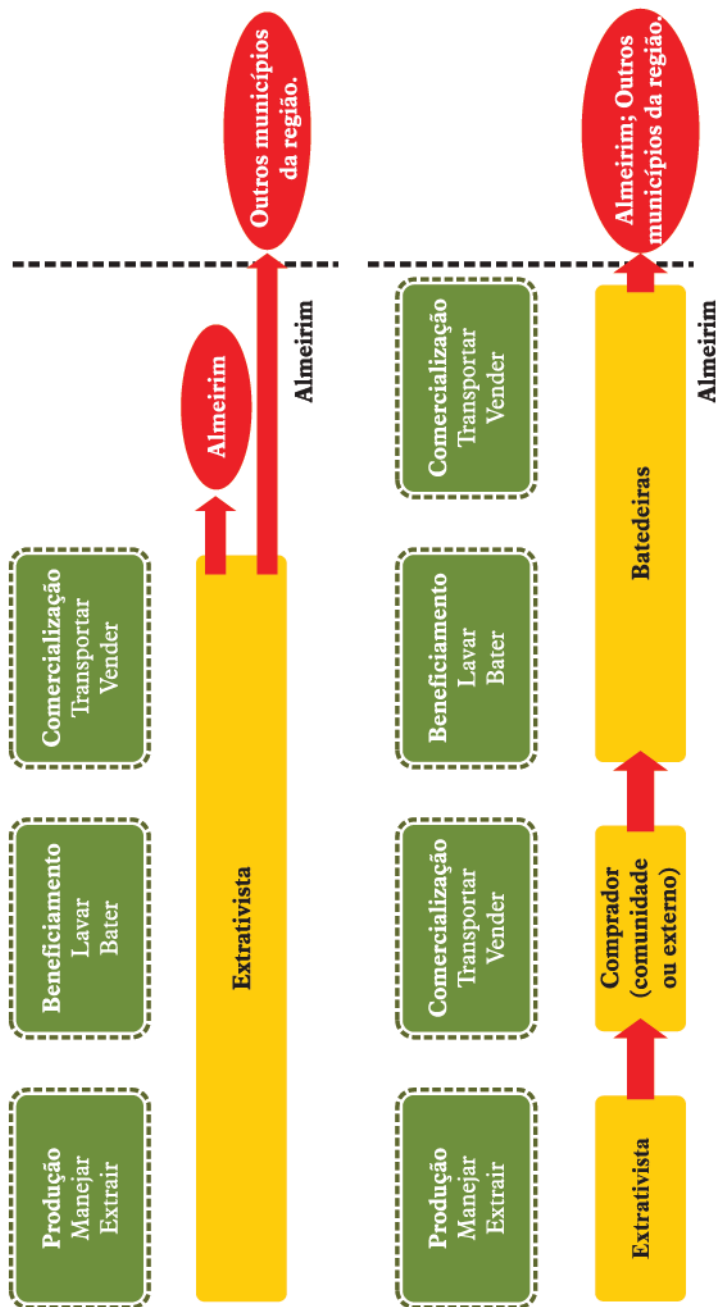 Produção
Manejar
Extrair
Beneficiamento
Lavar
Bater
Comercialização
Transportar
Vender
Extrativista
Almeirim
Outros municípios
da região.
Almeirim
Produção
Manejar
Extrair
Comercialização
Transportar
Vender
Beneficiamento
Lavar
Bater
Comercialização
Transportar
Vender
Extrativista
Comprador
(comunidade
ou externo)
Batedeiras
Almeirim; Outros
municípios da região.
Almeirim